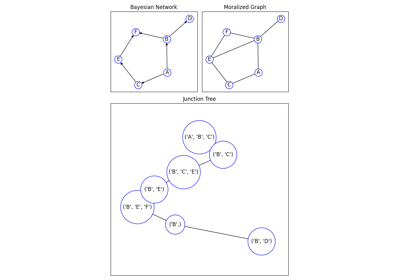 Bayesian Network
Moralized Graph
D
F
B
E
A
C
D
F
B
E
A
C
Junction Tree
('A', 'B', 'C')
('B', 'C')
('B', 'C', 'E')
('B', 'E')
('B', 'E', 'F')
('B',)
('B', 'D')